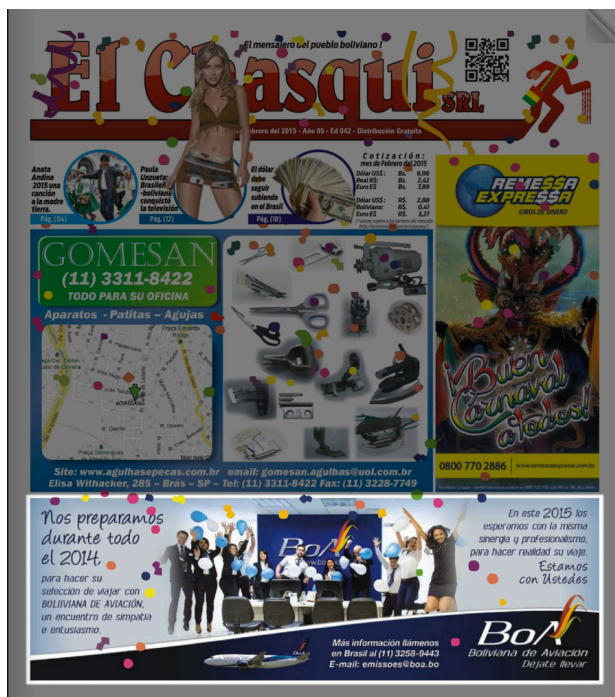 El mensajero del pueblo boliviano !
El Chasqui
SRL
Febrero del 2015 - Año 05 - Ed 042 - Distribución Gratuita
Anata
Andina
2015 una
canción
a la madre
tierra.
Pág. (04)
Paula
Unzueta:
Brasileñ
-boliviana
conquistó
la televisión
Pág. (12)
El dólar
debe
seguir
subiendo
en el Brasil
Pág. (18)
Cotización:
mes de Febrero del 2015
Dólar US$ : Bs. 6,96
Real R$: Bs. 2,42
Euro E$ Bs. 7,89
Dólar US$ : R$. 2,88
Boliviano: R$. 0,41
Euro E$ R$. 3,27
REMESSA
EXPRESSA
GIROS DE DINERO
GOMESAN
(11) 3311-8422
TODO PARA SU OFICINA
Aparatos - Patitas - Agujas
Site: www.agulhasepecas.com.br email: gomesan.agulhas@uol.com.br
Elisa Withacker, 285 – Brás – SP – Tel: (11) 3311-8422 Fax: (11) 3228-7749
¡Buen
Carnaval
a Todos!
0800 770 2886 www.remessaexpressa.com.br
Nos preparamos
durante todo
el 2014,
para hacer su
selección de viajar con
BOLIVIANA DE AVIACIÓN,
un encuentro de simpatia
e entusiasmo.
BoA
www.boa.bo
En este 2015 los
esperamos con la misma
sinergia y profesionalismo,
para hacer realidad su viaje.
Estamos
con Ustedes
Más información llámenos
en Brasil al (11) 3258-9443
E-mail: emissoes@boa.bo
BoA
Boliviana de Aviación
Déjate llevar